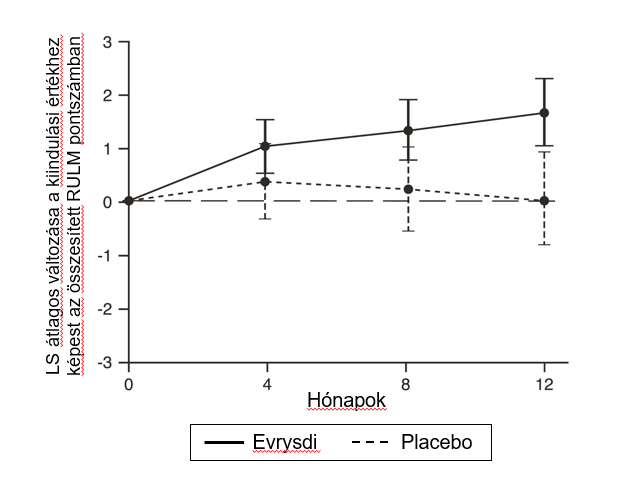 LS átlagos változása a kiindulási értékhez
képest az összesített RULM pontszámban
3
2
1
0
-1
-2
-3
0
4
8
12
Hónapok
Evrysdi
Placebo